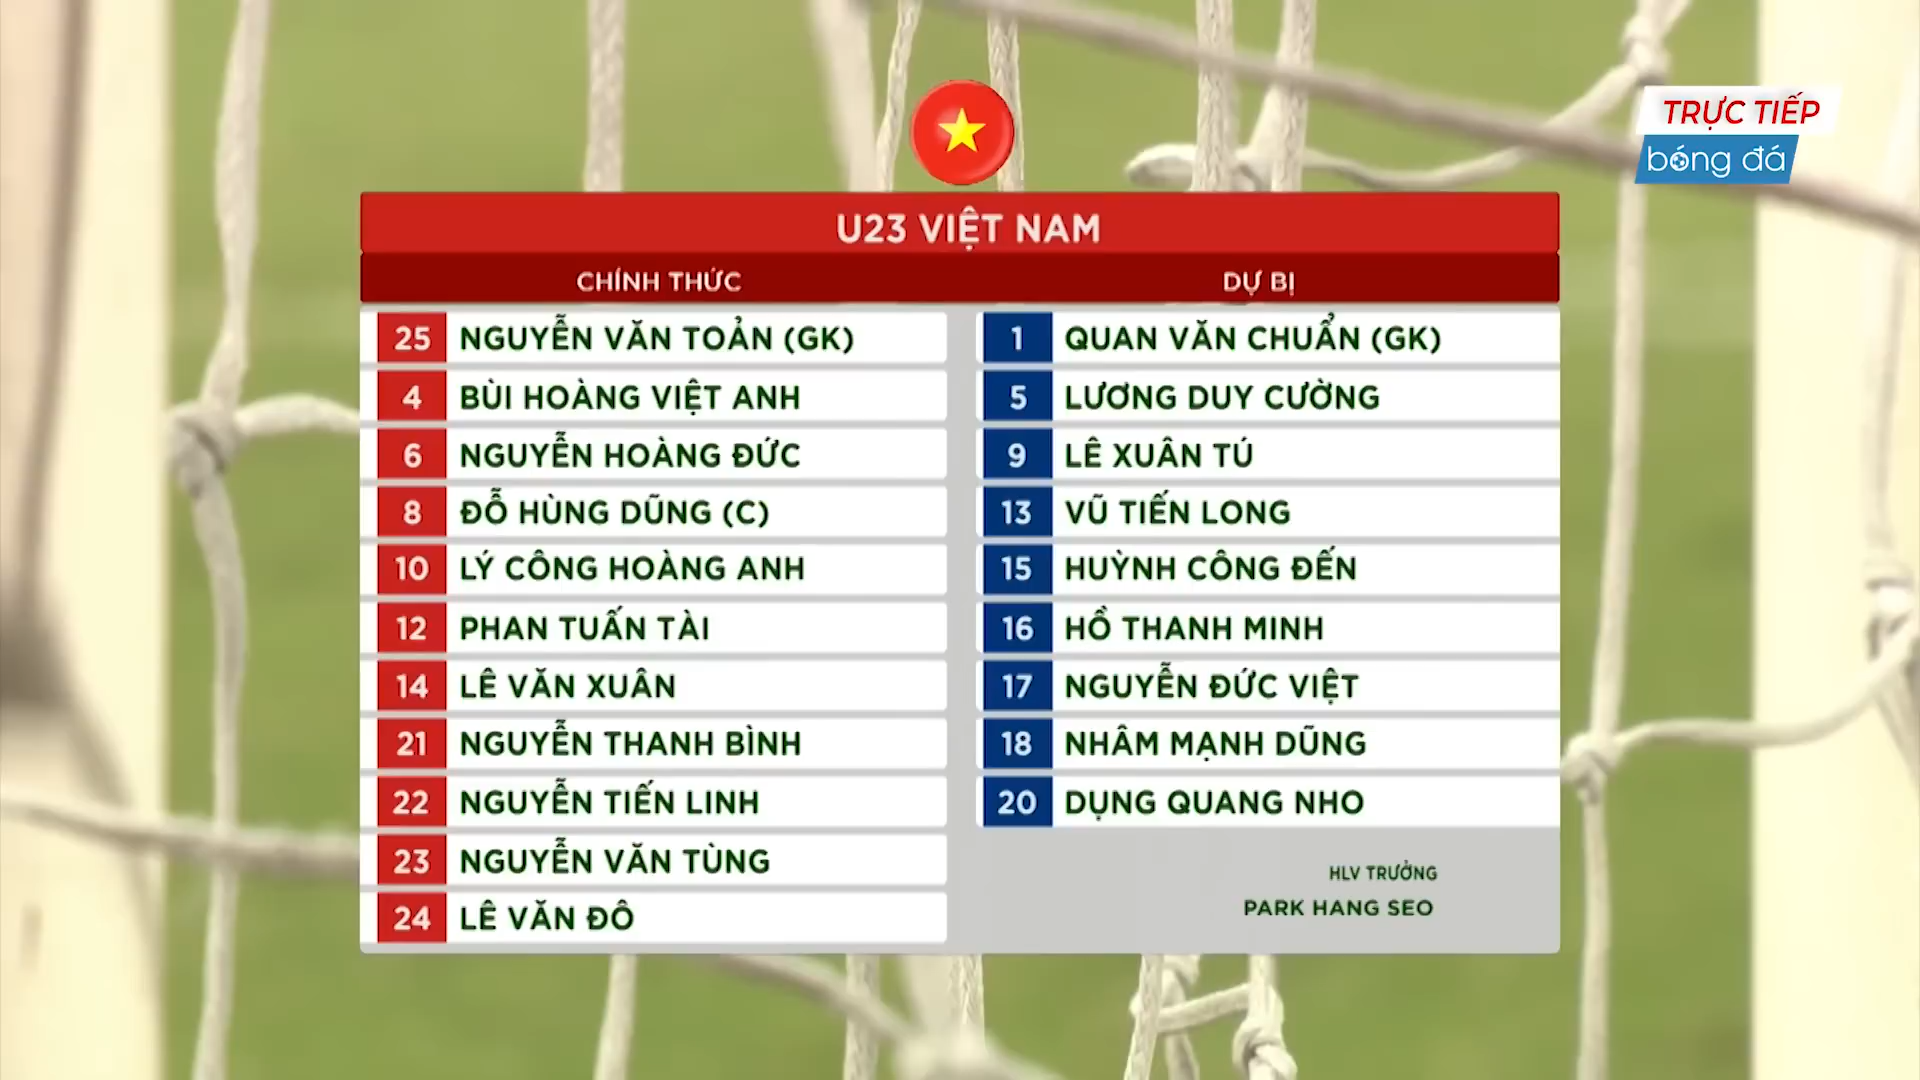 TRỰC TIẾP
bóng đá
U23 VIỆT NAM
CHÍNH THỨC
25 NGUYỄN VĂN TOẢN (GK)
4 BÙI HOÀNG VIỆT ANH
6 NGUYỄN HOÀNG ĐỨC
8 ĐỖ HÙNG DŨNG (C)
10 LÝ CÔNG HOÀNG ANH
12 PHAN TUẤN TÀI
14 LÊ VĂN XUÂN
21 NGUYỄN THANH BÌNH
22 NGUYỄN TIẾN LINH
23 NGUYỄN VĂN TÙNG
24 LÊ VĂN ĐÔ
DỰ BỊ
1 QUAN VĂN CHUẨN (GK)
5 LƯƠNG DUY CƯỜNG
9 LÊ XUÂN TÚ
13 VŨ TIẾN LONG
15 HUỲNH CÔNG ĐẾN
16 HỒ THANH MINH
17 NGUYỄN ĐỨC VIỆT
18 NHÂM MẠNH DŨNG
20 DỤNG QUANG NHO
HLV TRƯỞNG
PARK HANG SEO